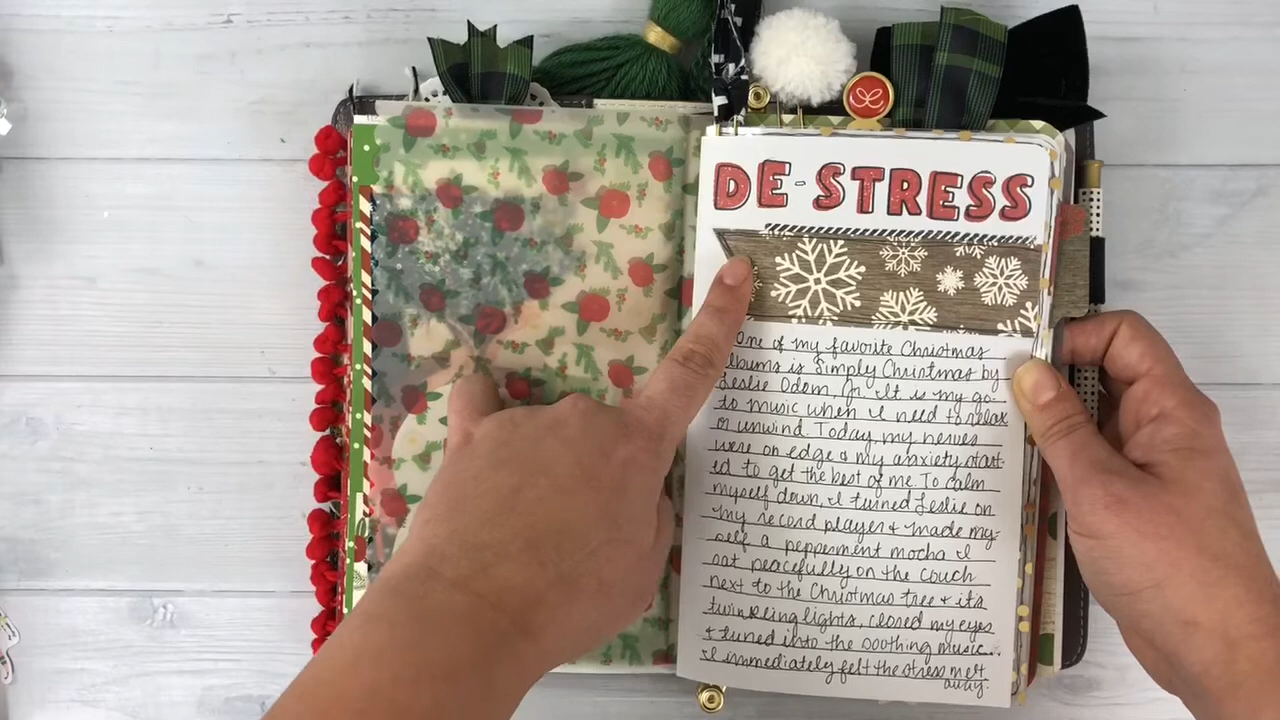 DE-STRESS
One of my favorite Christmas
albums is Simply Christmas by
Leslie Odom, Jr. It is my go-
to music when I need to relax
or unwind. Today, my nerves
were on edge & my anxiety start-
ed to get the best of me. To calm
myself down, I turned Leslie on
my record player & made my-
self a peppermint mocha. I
sat peacefully on the couch
next to the Christmas tree & its
twinkling lights, closed my eyes
& tuned into the soothing music.
I immediately felt the stress melt
away.